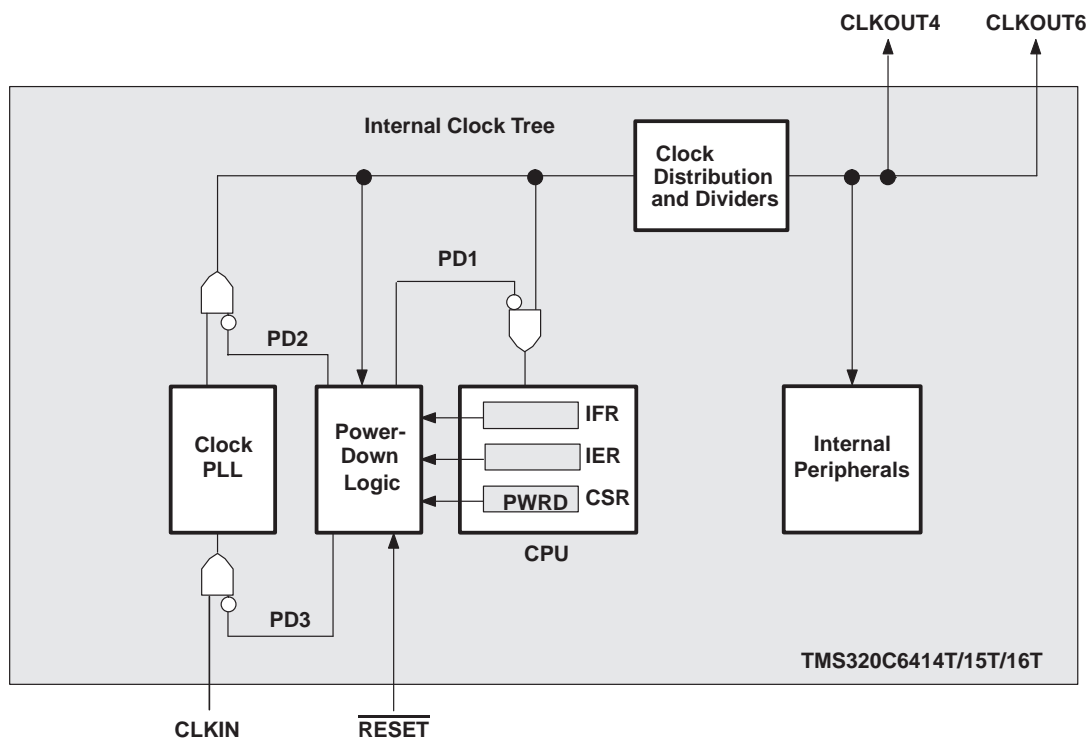 CLKOUT4 CLKOUT6
Internal Clock Tree
Clock
Distribution
and Dividers
PD1
PD2
Clock
PLL
Power-
Down
Logic
IFR
IER
PWRD CSR
CPU
Internal
Peripherals
PD3
TMS320C6414T/15T/16T
CLKIN
RESET